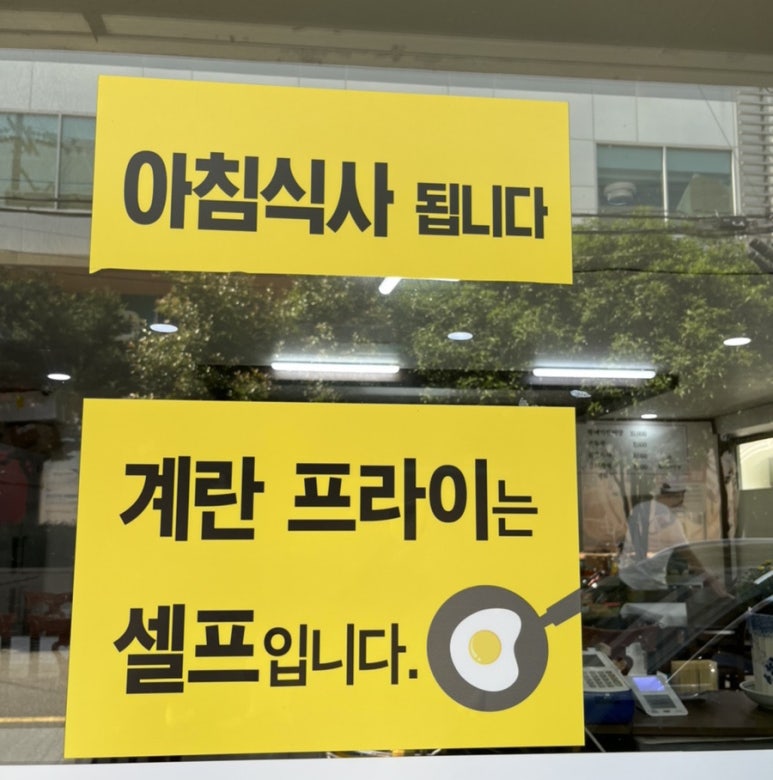 아침식사 됩니다
계란 프라이는
셀프입니다.